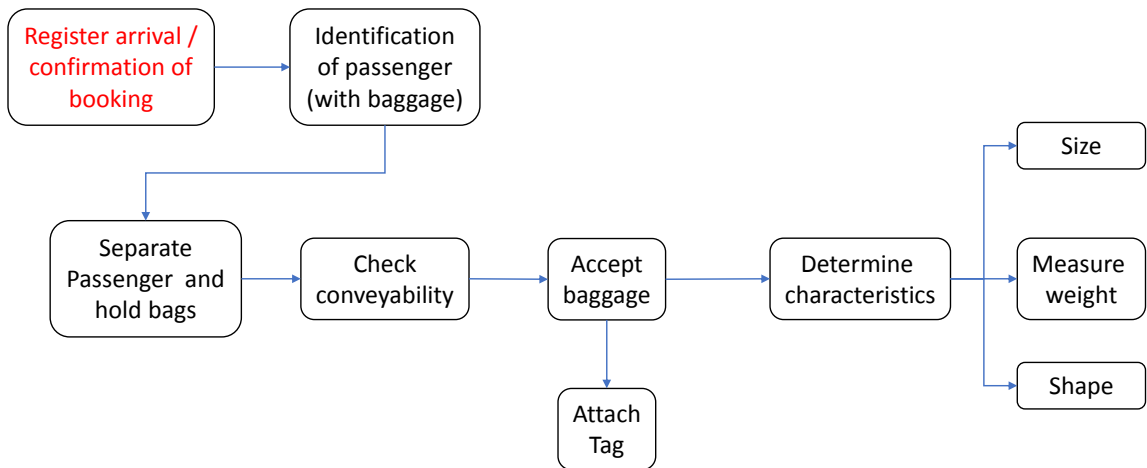 Register arrival /
confirmation of
booking
Identification
of passenger
(with baggage)
Separate
Passenger and
hold bags
Check
conveyability
Accept
baggage
Attach
Tag
Determine
characteristics
Size
Measure
weight
Shape